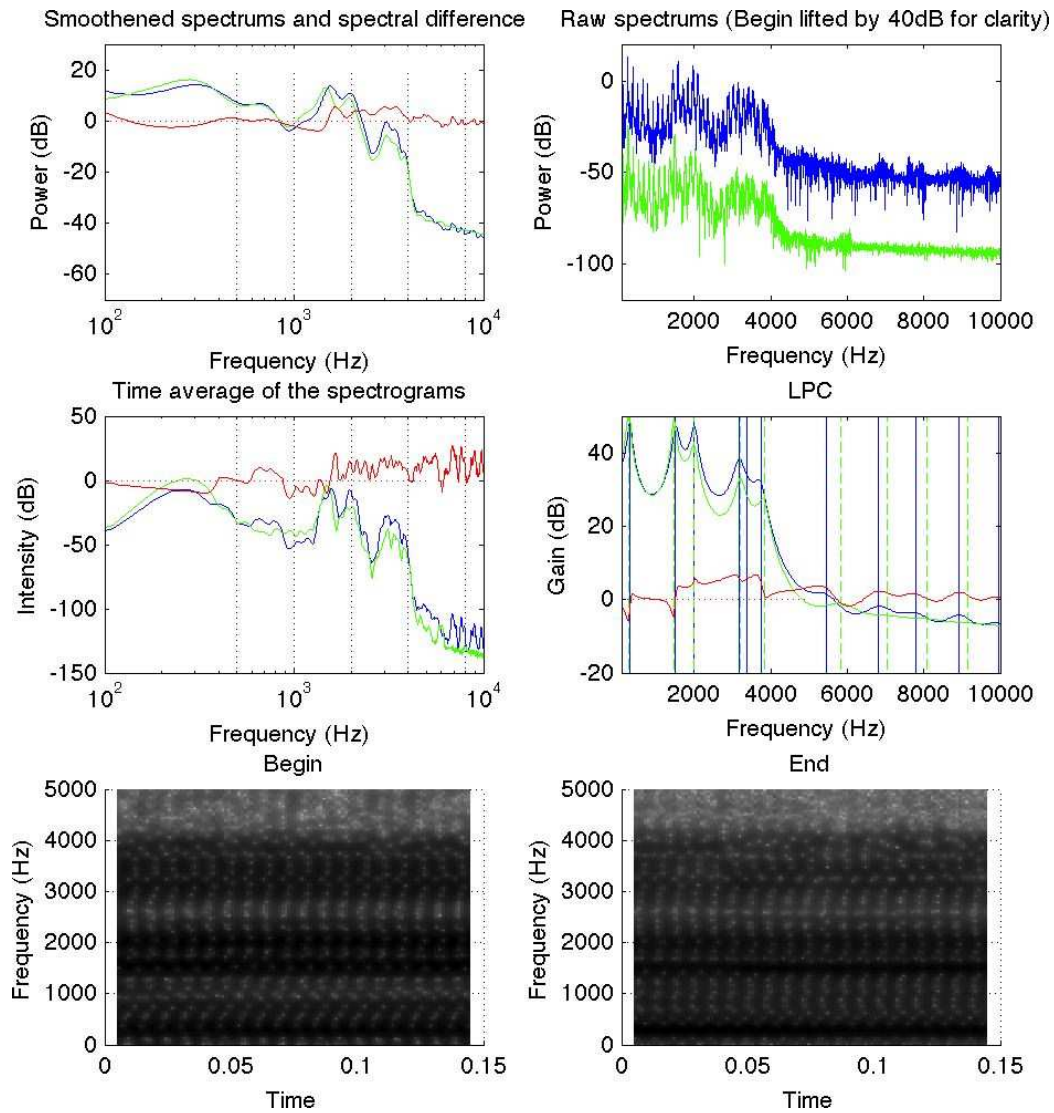 Smoothened spectrums and spectral difference
20
0
-20
-40
-60
Power (dB)
10^2
10^3
10^4
Frequency (Hz)
Raw spectrums (Begin lifted by 40dB for clarity)
0
-50
-100
Power (dB)
2000
4000
6000
8000
10000
Frequency (Hz)
Time average of the spectrograms
50
0
-50
-100
-150
Intensity (dB)
10^2
10^3
10^4
Frequency (Hz)
LPC
40
20
0
-20
Gain (dB)
2000
4000
6000
8000
10000
Frequency (Hz)
Begin
5000
4000
3000
2000
1000
0
Frequency (Hz)
0
0.05
0.1
0.15
Time
End
5000
4000
3000
2000
1000
0
Frequency (Hz)
0
0.05
0.1
0.15
Time